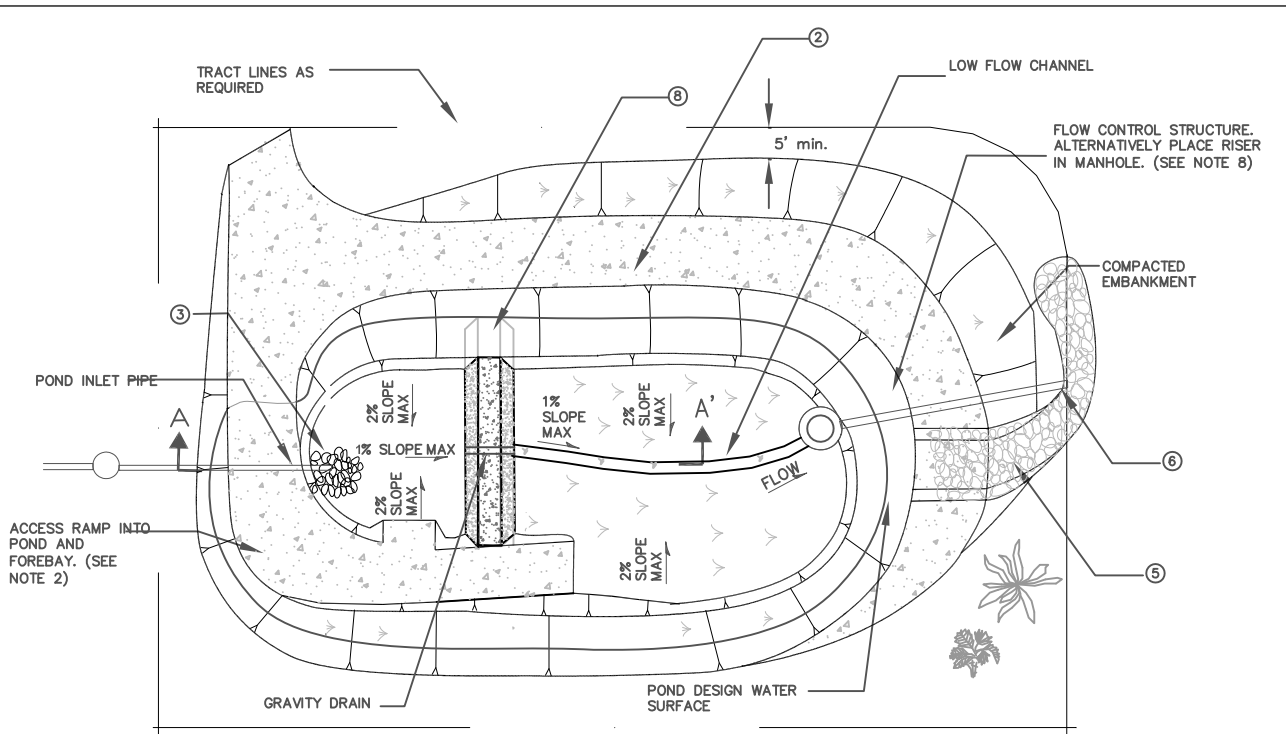 ②
TRACT LINES AS
REQUIRED
LOW FLOW CHANNEL
⑧
FLOW CONTROL STRUCTURE.
ALTERNATIVELY PLACE RISER
IN MANHOLE. (SEE NOTE 8)
5' min.
COMPACTED
EMBANKMENT
③
POND INLET PIPE
2%
SLOPE
MAX
1%
SLOPE
MAX
2%
SLOPE
MAX
A
A'
1% SLOPE MAX
⑥
FLOW
2%
SLOPE
MAX
ACCESS RAMP INTO
POND AND
FOREBAY. (SEE
NOTE 2)
2%
SLOPE
MAX
⑤
GRAVITY DRAIN
POND DESIGN WATER
SURFACE